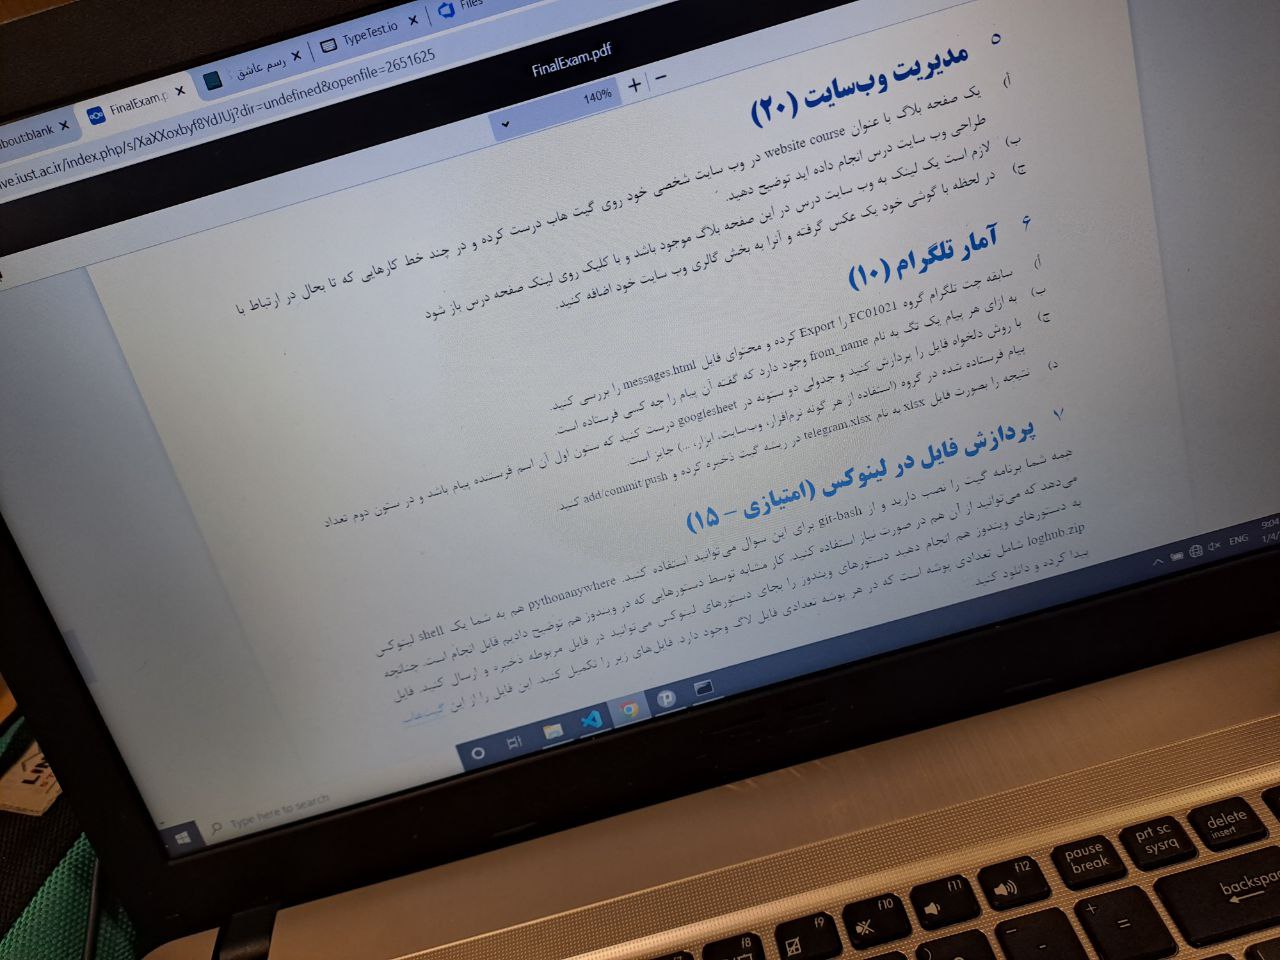 about:blank
FinalExam.p
رسم عاشق
TypeTest.io
Files
ve.iust.ac.ir/index.php/s/XaXXoxbyf8YdJUj?dir=undefined&openfile=2651625
FinalExam.pdf
140%
۵ مدیریت وب‌سایت (۲۰)
أ) یک صفحه بلاگ با عنوان website course در وب سایت شخصی خود روی گیت هاب درست کرده و در چند خط کارهایی که تا بحال در ارتباط با
طراحی وب سایت درس انجام داده اید توضیح دهید.
ب) لازم است یک لینک به وب سایت درس در این صفحه بلاگ موجود باشد و با کلیک روی لینک صفحه درس باز شود
ج) در لحظه با گوشی خود یک عکس گرفته و آنرا به بخش گالری وب سایت خود اضافه کنید.
۶ آمار تلگرام (۱۰)
أ) سابقه چت تلگرام گروه FC01021 را Export کرده و محتوای فایل messages.html را بررسی کنید.
ب) به ازای هر پیام یک تگ به نام from_name وجود دارد که گفته آن پیام را چه کسی فرستاده است.
ج) با روش دلخواه فایل را پردازش کنید و جدولی دو ستونه در googlesheet درست کنید که ستون اول آن اسم فرستنده پیام باشد و در ستون دوم تعداد
پیام فرستاده شده در گروه (استفاده از هر گونه نرم‌افزار، وب‌سایت، ابزار، ...) جایز است.
د) نتیجه را بصورت فایل xlsx به نام telegram.xlsx در ریشه گیت ذخیره کرده و add/commit/push کنید.
۷ پردازش فایل در لینوکس (امتیازی – ۱۵)
همه شما برنامه گیت را نصب دارید و از git-bash برای این سوال می‌توانید استفاده کنید. pythonanywhere هم به شما یک shell لینوکس
می‌دهد که می‌توانید از آن هم در صورت نیاز استفاده کنید. کار مشابه توسط دستورهایی که در ویندوز هم توضیح دادیم قابل انجام است. چنانچه
به دستورهای ویندوز هم انجام دهید دستورهای ویندوز را بجای دستورهای لینوکس می‌توانید در فایل مربوطه ذخیره و ارسال کنید. فایل
loghub.zip شامل تعدادی پوشه است که در هر پوشه تعدادی فایل لاگ وجود دارد. فایل‌های زیر را تکمیل کنید. این فایل را از این گیت‌هاب
پیدا کرده و دانلود کنید.
Type here to search
ENG
9:04
1/4/
f8
f9
f10
f11
f12
pause
break
prt sc
sysrq
delete
insert
backspa
+
=
-